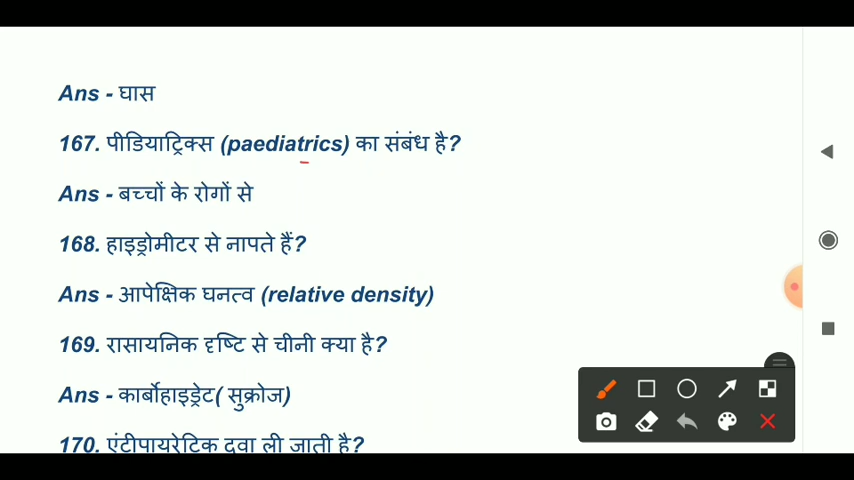 Ans - घास
167. पीडियाट्रिक्स (paediatrics) का संबंध है?
Ans - बच्चों के रोगों से
168. हाइड्रोमीटर से नापते हैं?
Ans - आपेक्षिक घनत्व (relative density)
169. रासायनिक दृष्टि से चीनी क्या है?
Ans - कार्बोहाइड्रेट( सुक्रोज)
170. एंटीपायरेटिक दवा ली जाती है?